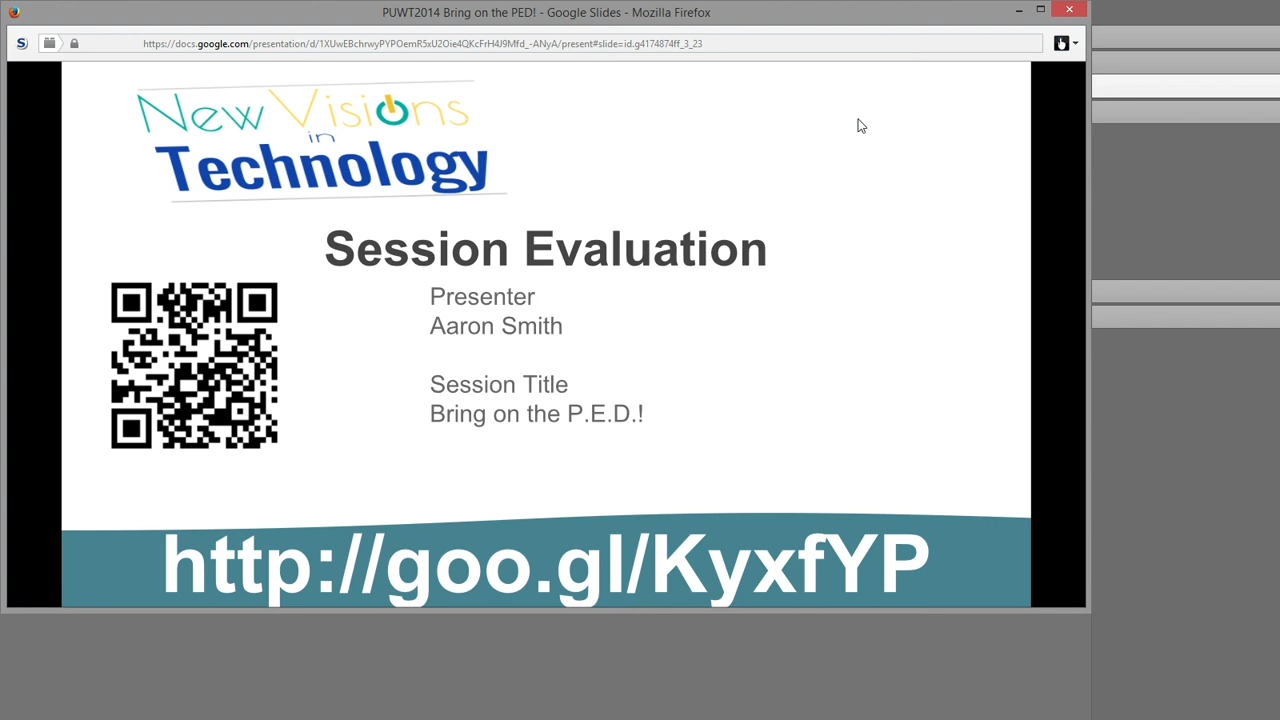 PUWT2014 Bring on the PED! - Google Slides - Mozilla Firefox
https://docs.google.com/presentation/d/1XUwEBChrwyPYPOemR5xU2Oie4QKcFrH4J9Mfd_-ANyA/present#slide=id.g4174874ff_3_23
New Visions
in
Technology
Session Evaluation
Presenter
Aaron Smith
Session Title
Bring on the P.E.D.!
http://goo.gl/KyxfYP